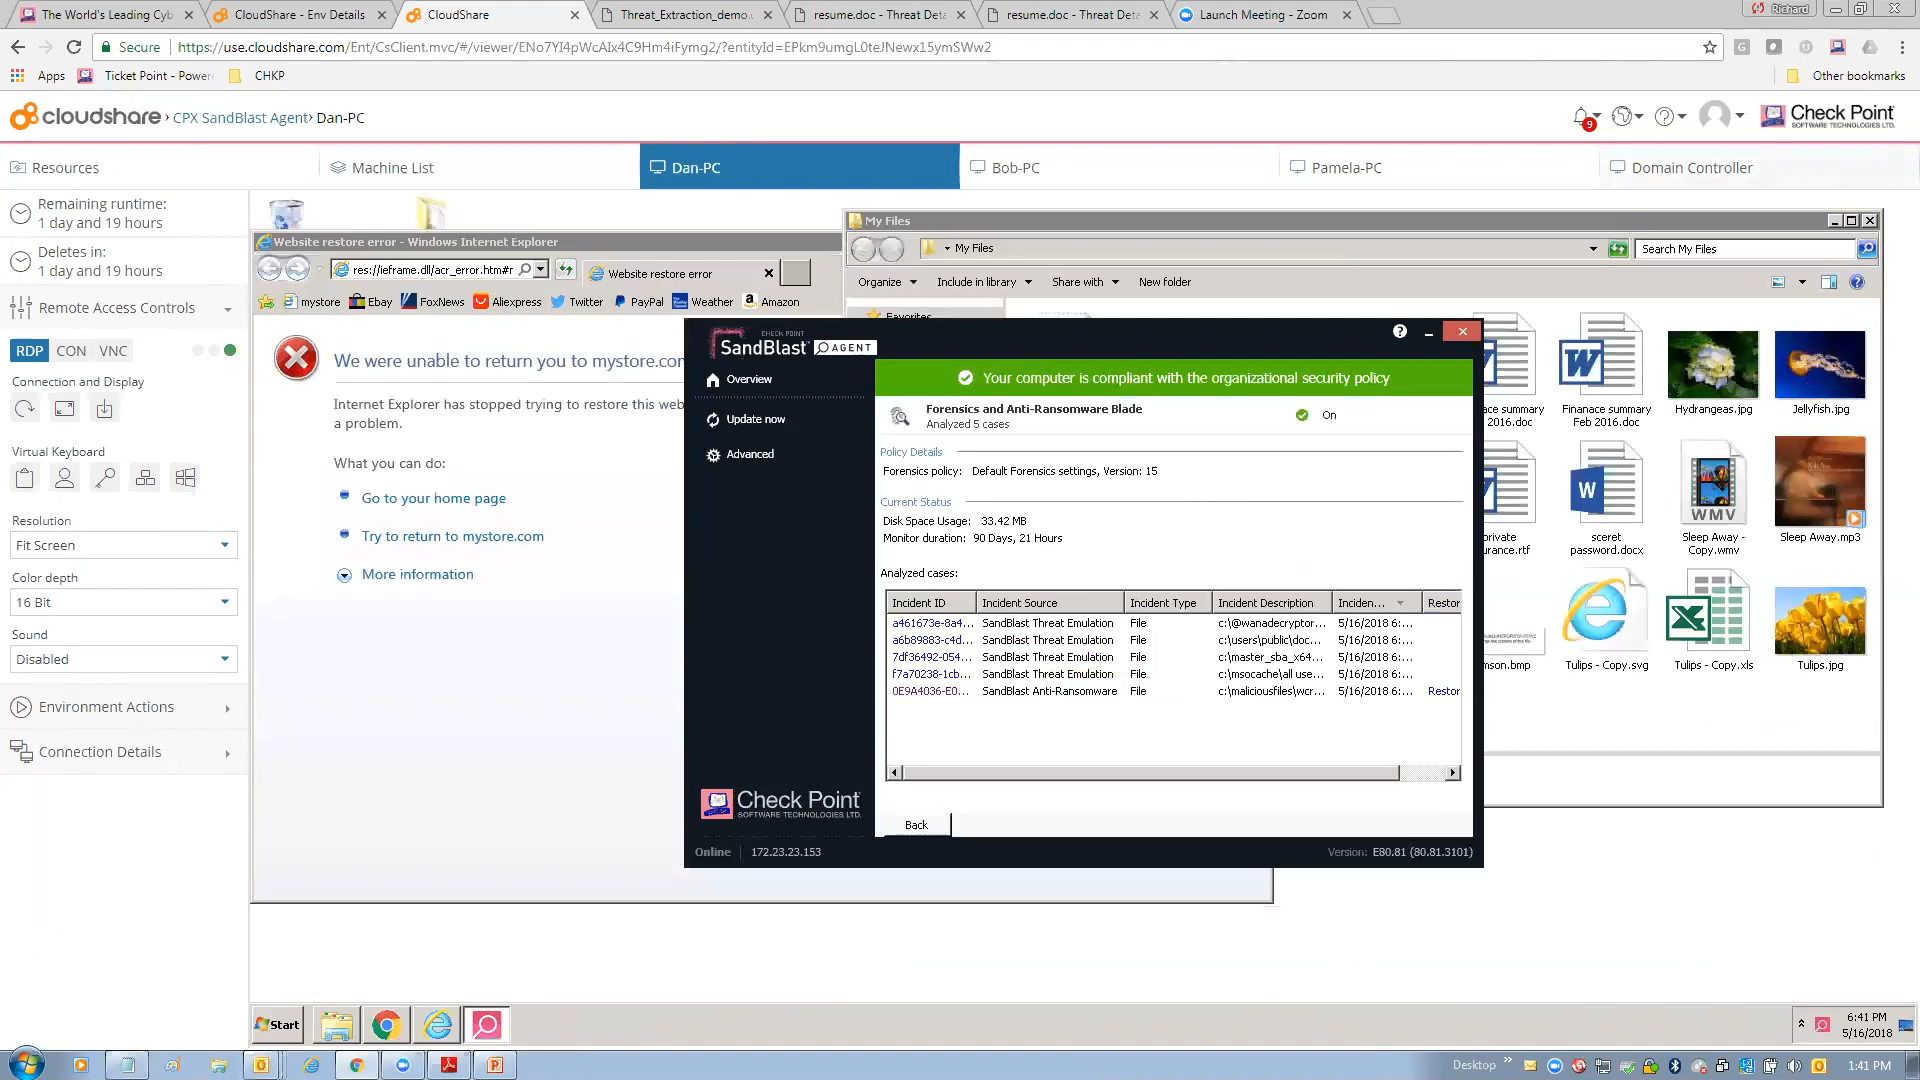 The World's Leading Cyb
CloudShare - Env Details
CloudShare
Threat_Extraction_demo.
resume.doc - Threat Deta
resume.doc - Threat Deta
Launch Meeting - Zoom
Richard
Secure
https://use.cloudshare.com/Ent/CsClient.mvc/#/viewer/ENo7YI4pWcAIx4C9Hm4iFymg2/?entityId=EPkm9umgL0teJNewx15ymSWw2
Apps
Ticket Point - Power
CHKP
Other bookmarks
cloudshare › CPX SandBlast Agent› Dan-PC
9
Check Point
SOFTWARE TECHNOLOGIES LTD.
Resources
Machine List
Dan-PC
Bob-PC
Pamela-PC
Domain Controller
Remaining runtime:
1 day and 19 hours
Deletes in:
1 day and 19 hours
Remote Access Controls
RDP CON VNC
Connection and Display
Virtual Keyboard
Resolution
Fit Screen
Color depth
16 Bit
Sound
Disabled
Environment Actions
Connection Details
Website restore error - Windows Internet Explorer
res://ieframe.dll/acr_error.htm#r
Website restore error
mystore
Ebay
FoxNews
Aliexpress
Twitter
PayPal
Weather
Amazon
We were unable to return you to mystore.co
Internet Explorer has stopped trying to restore this web
a problem.
What you can do:
Go to your home page
Try to return to mystore.com
More information
My Files
My Files
Search My Files
Organize
Include in library
Share with
New folder
Favorites
nace summary
2016.doc
Finanace summary
Feb 2016.doc
Hydrangeas.jpg
Jellyfish.jpg
private
urance.rtf
sceret
password.docx
WMV
Sleep Away -
Copy.wmv
Sleep Away.mp3
mson.bmp
Tulips - Copy.svg
Tulips - Copy.xls
Tulips.jpg
CHECK POINT
SandBlast AGENT
Overview
Update now
Advanced
Your computer is compliant with the organizational security policy
Forensics and Anti-Ransomware Blade
Analyzed 5 cases
On
Policy Details
Forensics policy: Default Forensics settings, Version: 15
Current Status
Disk Space Usage: 33.42 MB
Monitor duration: 90 Days, 21 Hours
Analyzed cases:
Incident ID Incident Source Incident Type Incident Description Inciden... Restor
a461673e-8a4... SandBlast Threat Emulation File c:\@wanadecryptor... 5/16/2018 6:...
a6b89883-c4d... SandBlast Threat Emulation File c:\users\public\doc... 5/16/2018 6:...
7df36492-054... SandBlast Threat Emulation File c:\master_sba_x64... 5/16/2018 6:...
f7a70238-1cb... SandBlast Threat Emulation File c:\msocache\all use... 5/16/2018 6:...
0E9A4036-E0... SandBlast Anti-Ransomware File c:\maliciousfiles\wcr... 5/16/2018 6:... Restor
Check Point
SOFTWARE TECHNOLOGIES LTD.
Back
Online 172.23.23.153
Version: E80.81 (80.81.3101)
Start
6:41 PM
5/16/2018
Desktop
1:41 PM